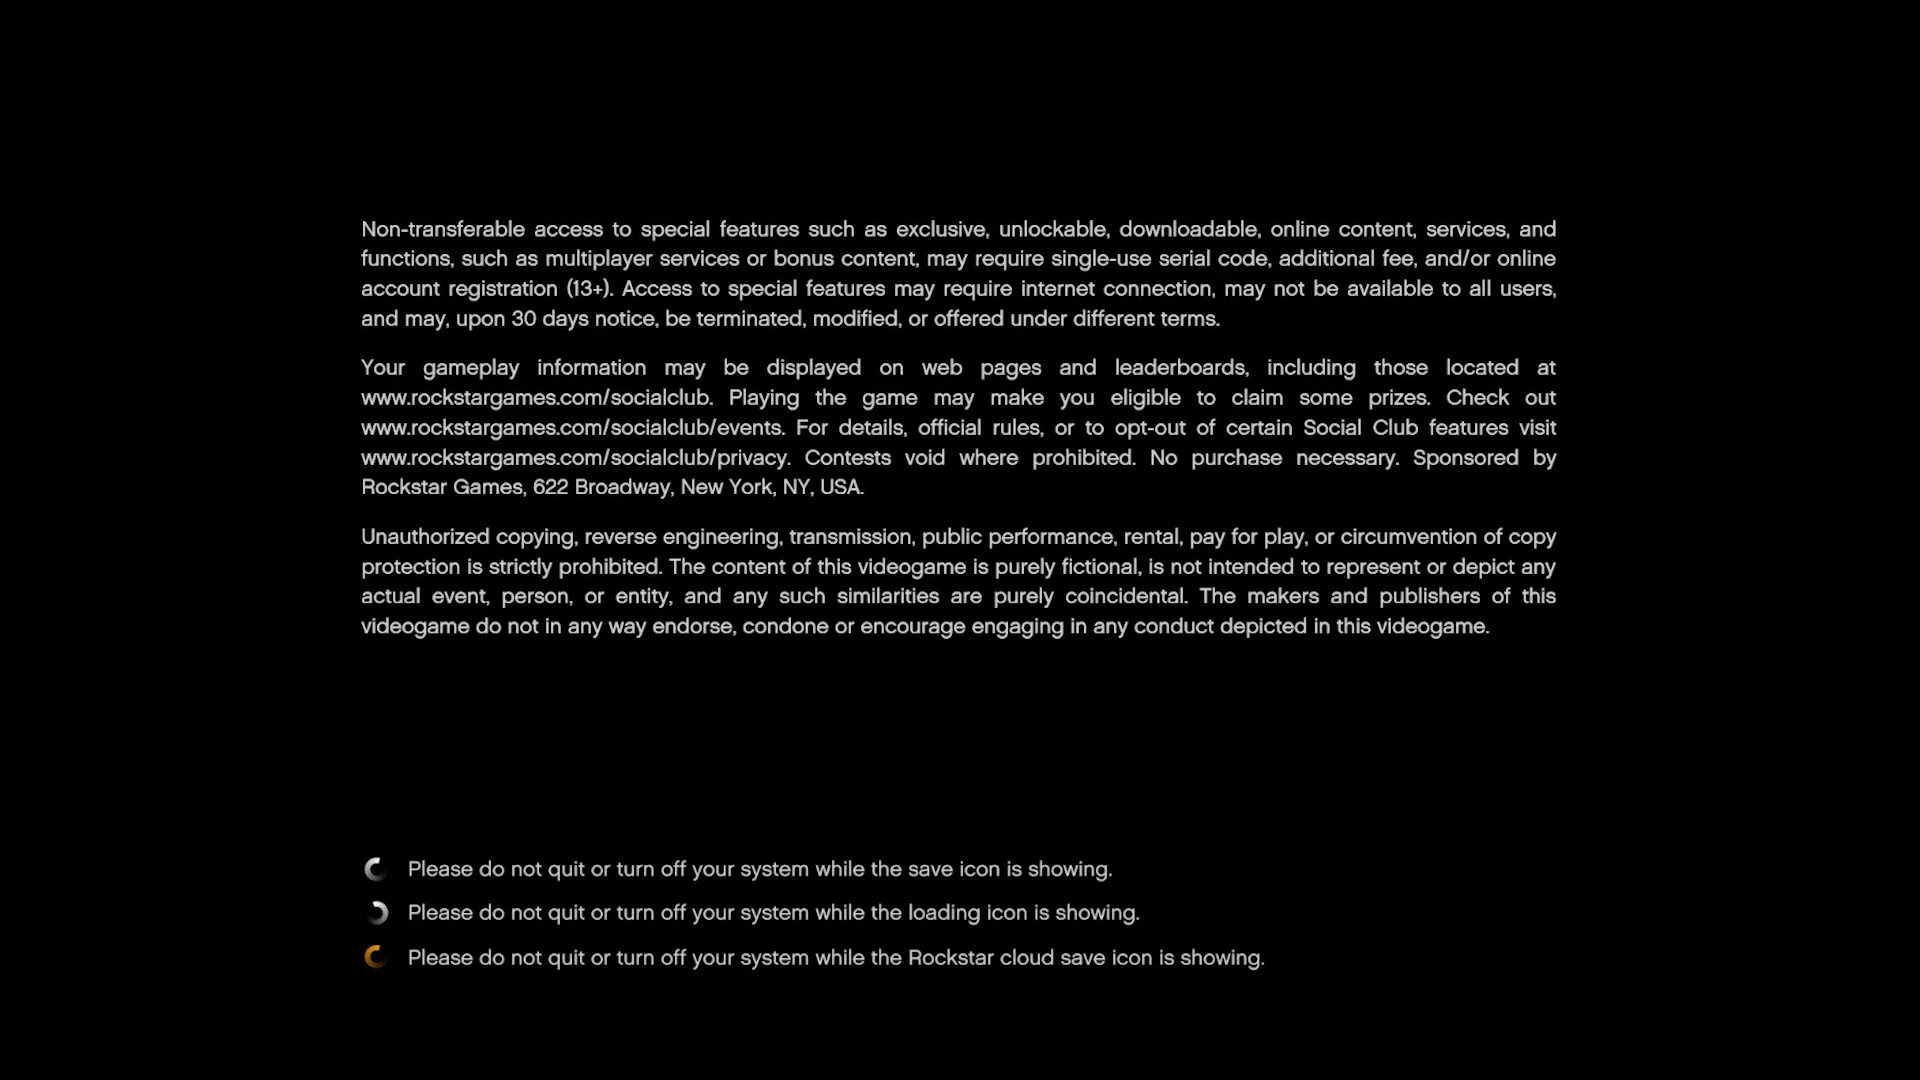 Non-transferable access to special features such as exclusive, unlockable, downloadable, online content, services, and
functions, such as multiplayer services or bonus content, may require single-use serial code, additional fee, and/or online
account registration (13+). Access to special features may require internet connection, may not be available to all users,
and may, upon 30 days notice, be terminated, modified, or offered under different terms.
Your gameplay information may be displayed on web pages and leaderboards, including those located at
www.rockstargames.com/socialclub. Playing the game may make you eligible to claim some prizes. Check out
www.rockstargames.com/socialclub/events. For details, official rules, or to opt-out of certain Social Club features visit
www.rockstargames.com/socialclub/privacy. Contests void where prohibited. No purchase necessary. Sponsored by
Rockstar Games, 622 Broadway, New York, NY, USA.
Unauthorized copying, reverse engineering, transmission, public performance, rental, pay for play, or circumvention of copy
protection is strictly prohibited. The content of this videogame is purely fictional, is not intended to represent or depict any
actual event, person, or entity, and any such similarities are purely coincidental. The makers and publishers of this
videogame do not in any way endorse, condone or encourage engaging in any conduct depicted in this videogame.
Please do not quit or turn off your system while the save icon is showing.
Please do not quit or turn off your system while the loading icon is showing.
Please do not quit or turn off your system while the Rockstar cloud save icon is showing.